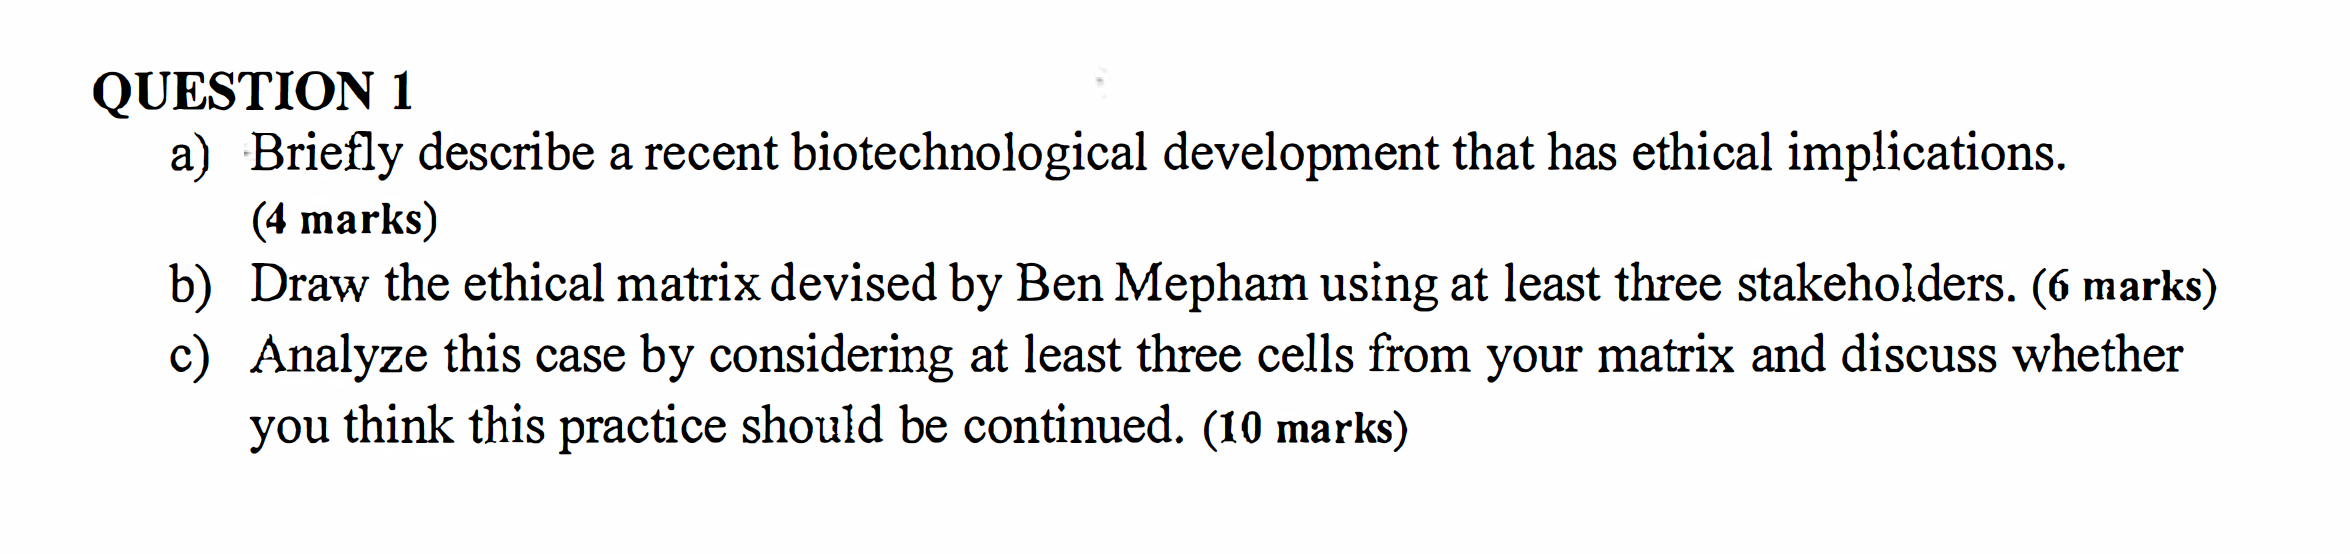 QUESTION 1
a) Briefly describe a recent biotechnological development that has ethical implications.
(4 marks)
b) Draw the ethical matrix devised by Ben Mepham using at least three stakeholders. (6 marks)
c) Analyze this case by considering at least three cells from your matrix and discuss whether
you think this practice should be continued. (10 marks)